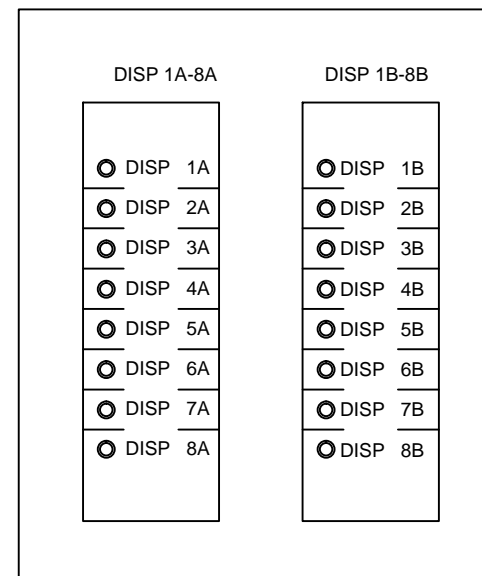 DISP 1A-8A
DISP 1A
DISP 2A
DISP 3A
DISP 4A
DISP 5A
DISP 6A
DISP 7A
DISP 8A
DISP 1B-8B
DISP 1B
DISP 2B
DISP 3B
DISP 4B
DISP 5B
DISP 6B
DISP 7B
DISP 8B